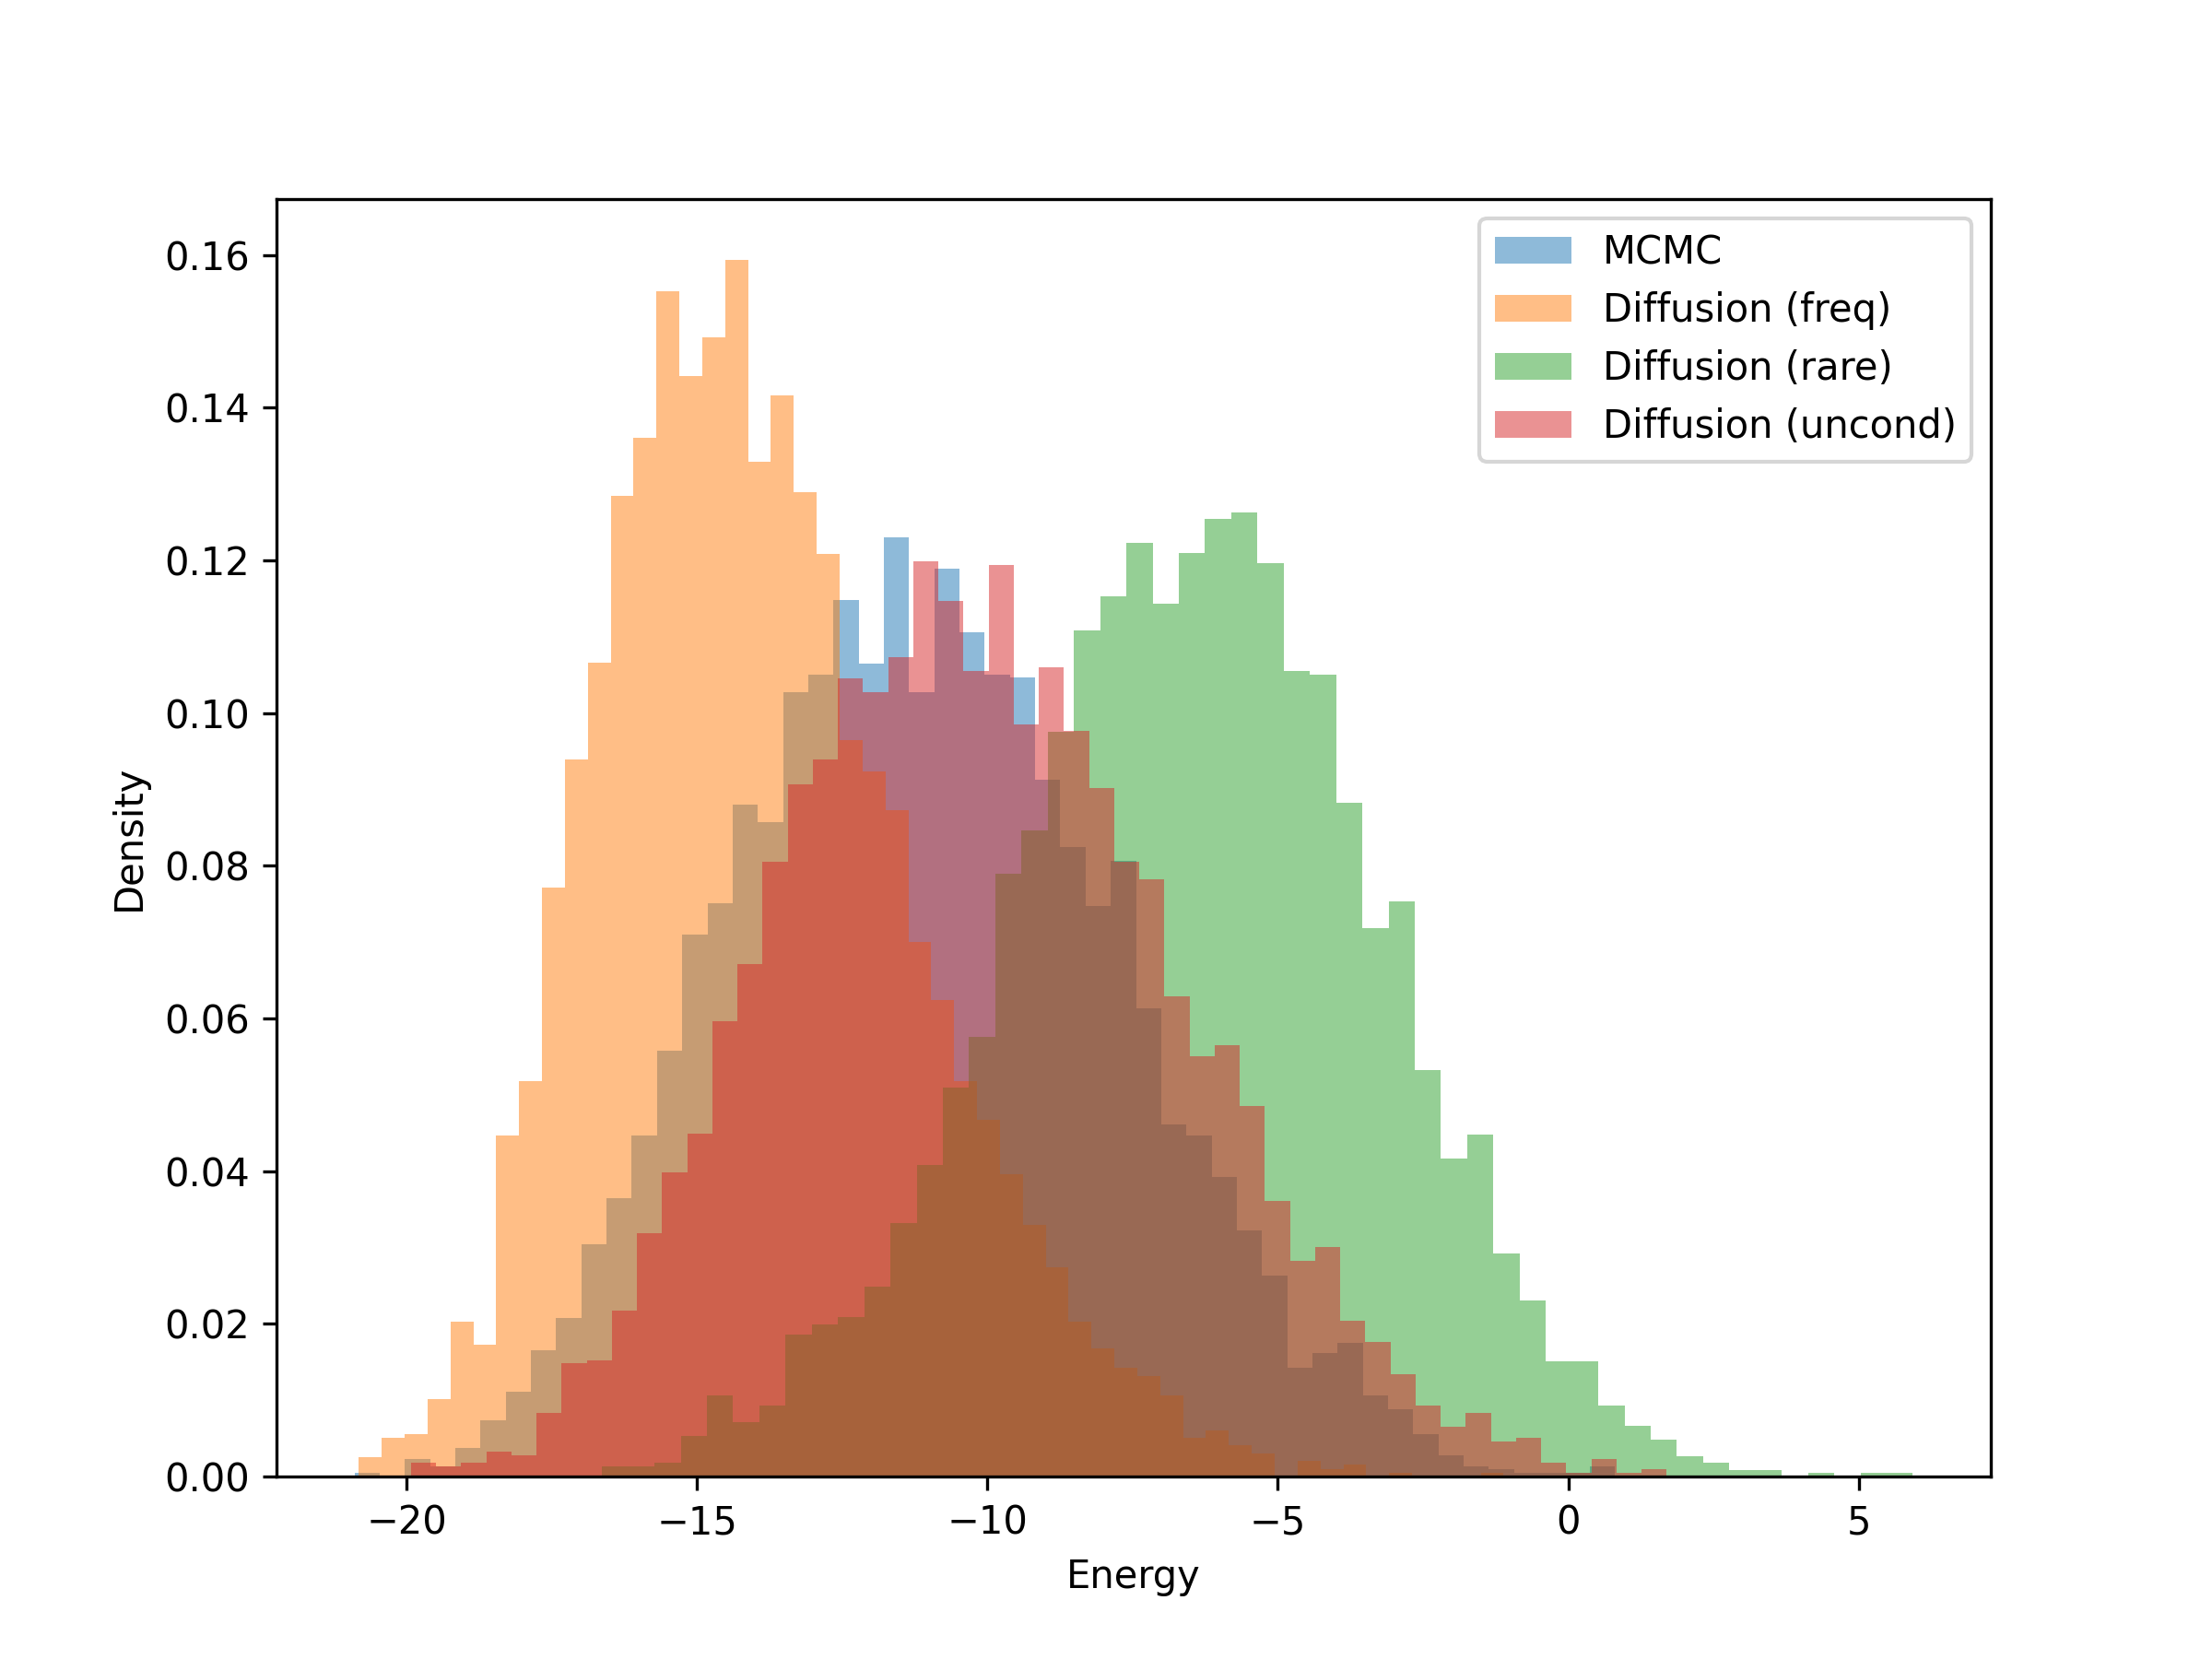 MCMC
Diffusion (freq)
Diffusion (rare)
Diffusion (uncond)
0.16
0.14
0.12
0.10
0.08
0.06
0.04
0.02
0.00
Density
−20 −15 −10 −5 0 5
Energy